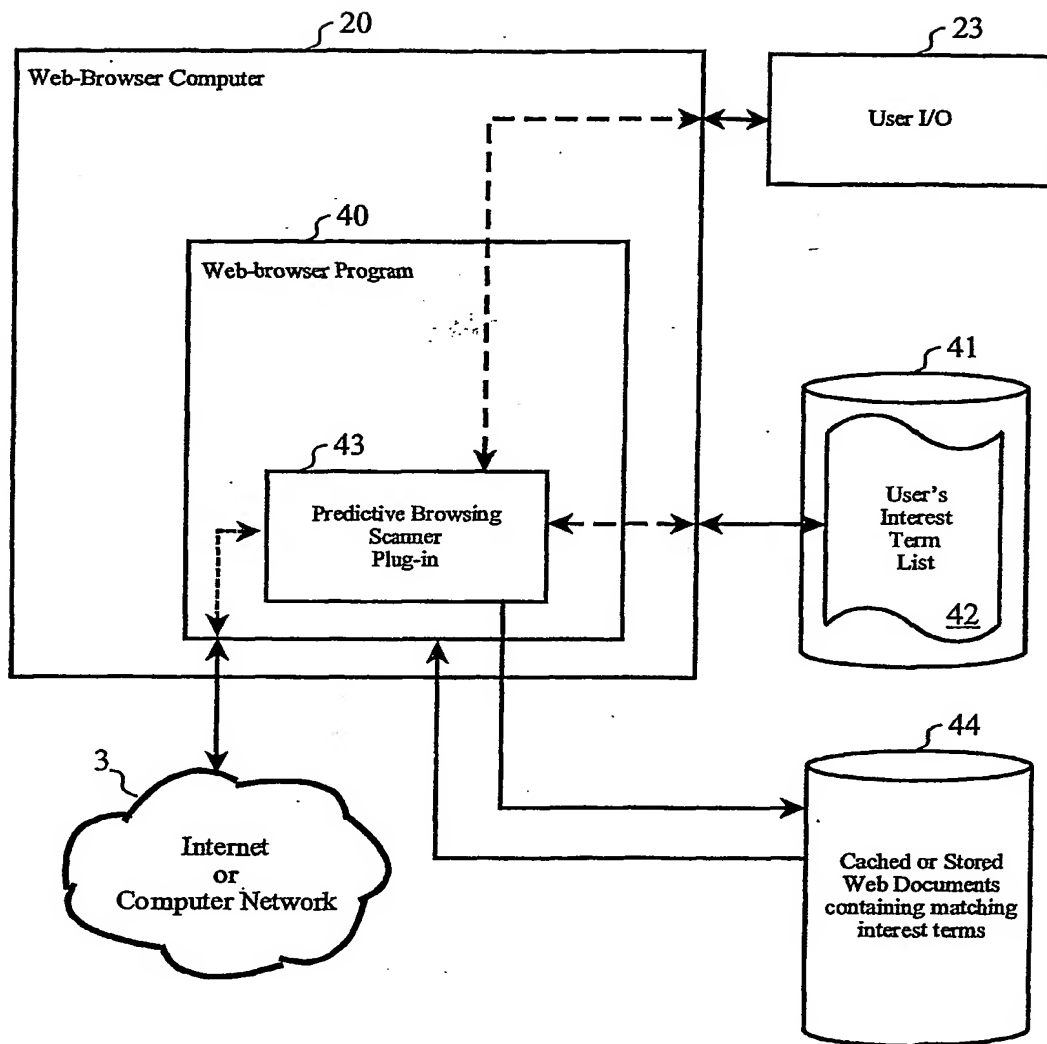 20
23
Web-Browser Computer
User I/O
40
Web-browser Program
41
43
Predictive Browsing
Scanner
Plug-in
User's
Interest
Term
List
42
44
3
Internet
or
Computer Network
Cached or Stored
Web Documents
containing matching
interest terms